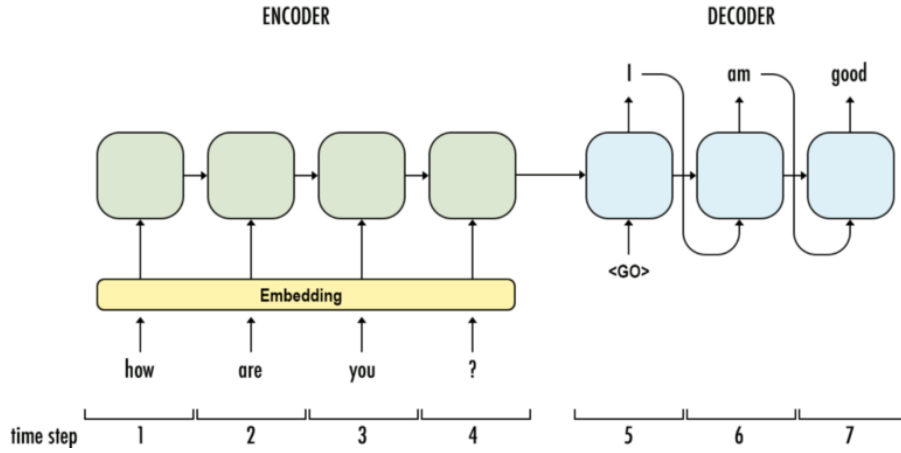 ENCODER DECODER
I am good
<GO>
Embedding
how are you ?
time step 1 2 3 4 5 6 7